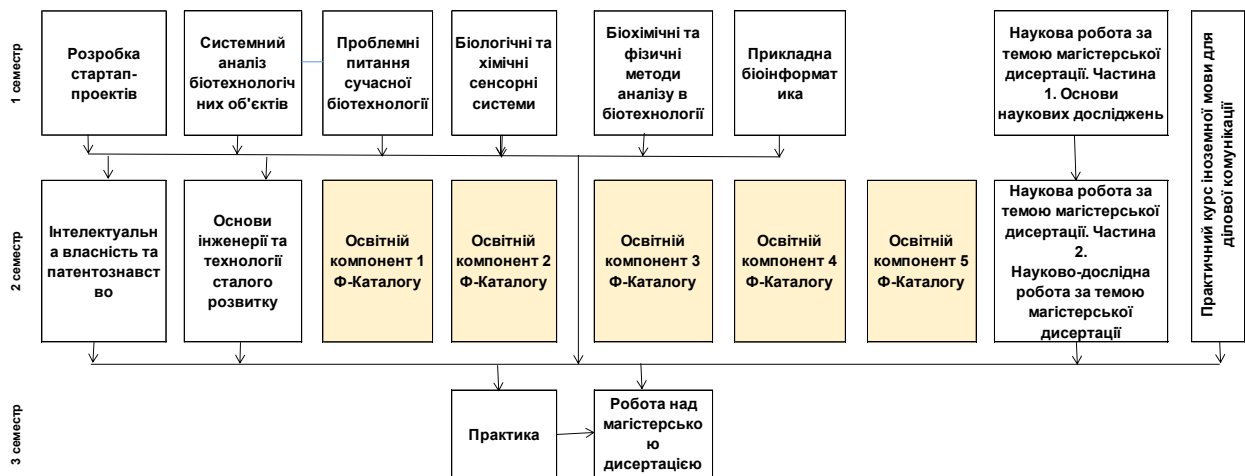 1 семестр
Розробка
стартап-
проектів
Системний
аналіз
біотехнологіч
них об'єктів
Проблемні
питання
сучасної
біотехнології
Біологічні та
хімічні
сенсорні
системи
Біохімічні та
фізичні
методи
аналізу в
біотехнології
Прикладна
біоінформат
ика
Наукова робота за
темою магістерської
дисертації. Частина
1. Основи
наукових досліджень
Практичний курс іноземної мови для
ділової комунікації
2 семестр
Інтелектуальн
а власність та
патентознавст
во
Основи
інженерії та
технології
сталого
розвитку
Освітній
компонент 1
Ф-Каталогу
Освітній
компонент 2
Ф-Каталогу
Освітній
компонент 3
Ф-Каталогу
Освітній
компонент 4
Ф-Каталогу
Освітній
компонент 5
Ф-Каталогу
Наукова робота за
темою магістерської
дисертації. Частина
2.
Науково-дослідна
робота за темою
магістерської
дисертації
3 семестр
Практика
Робота над
магістерсько
ю
дисертацією